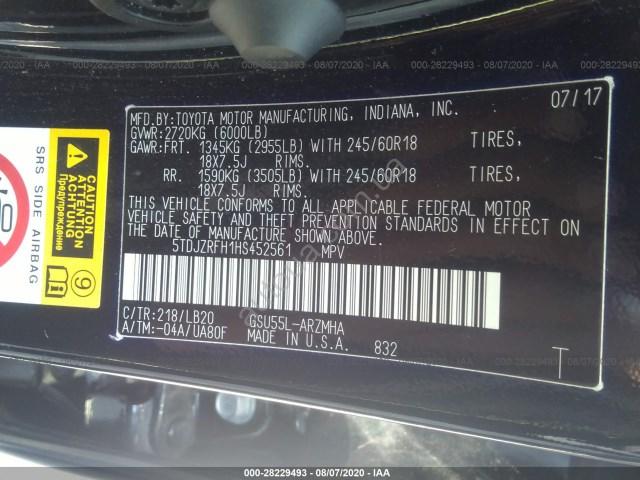 000-28229493 - 08/07/2020 - IAA
MFD.BY:TOYOTA MOTOR MANUFACTURING, INDIANA, INC. 07/17
GVWR:2720KG (6000LB)
GAWR:FRT. 1345KG (2955LB) WITH 245/60R18 TIRES,
18X7.5J RIMS.
RR. 1590KG (3505LB) WITH 245/60R18 TIRES,
18X7.5J RIMS.
THIS VEHICLE CONFORMS TO ALL APPLICABLE FEDERAL MOTOR
VEHICLE SAFETY AND THEFT PREVENTION STANDARDS IN EFFECT ON
THE DATE OF MANUFACTURE SHOWN ABOVE.
5TDJZRFH1HS452561 MPV
C/TR:218/LB20 GSU55L-ARZMHA
A/TM:-04A/UA80F MADE IN U.S.A. 832 T
SRS SIDE AIRBAG
CAUTION
ATTENTION
ACHTUNG
Предупреждение
9
000-28229493 - 08/07/2020 - IAA